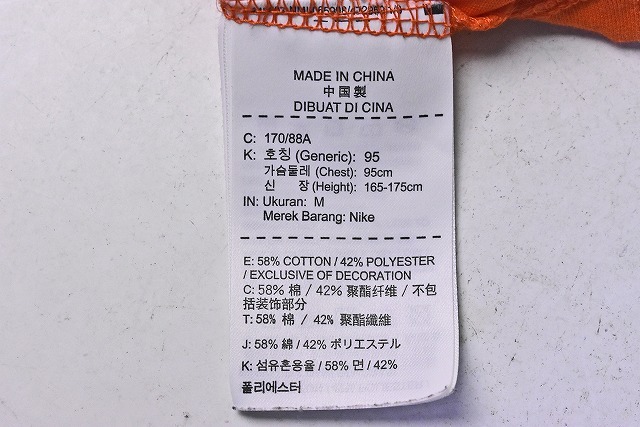 MADE IN CHINA
中国製
DIBUAT DI CINA
C: 170/88A
K: 호칭 (Generic): 95
가슴둘레 (Chest): 95cm
신 장 (Height): 165-175cm
IN: Ukuran: M
Merek Barang: Nike
E: 58% COTTON / 42% POLYESTER
/ EXCLUSIVE OF DECORATION
C: 58% 棉 / 42% 聚酯纤维 / 不包
括装饰部分
T: 58% 棉 / 42% 聚酯纖維
J: 58% 綿 / 42% ポリエステル
K: 섬유혼용율 / 58% 면 / 42%
폴리에스터